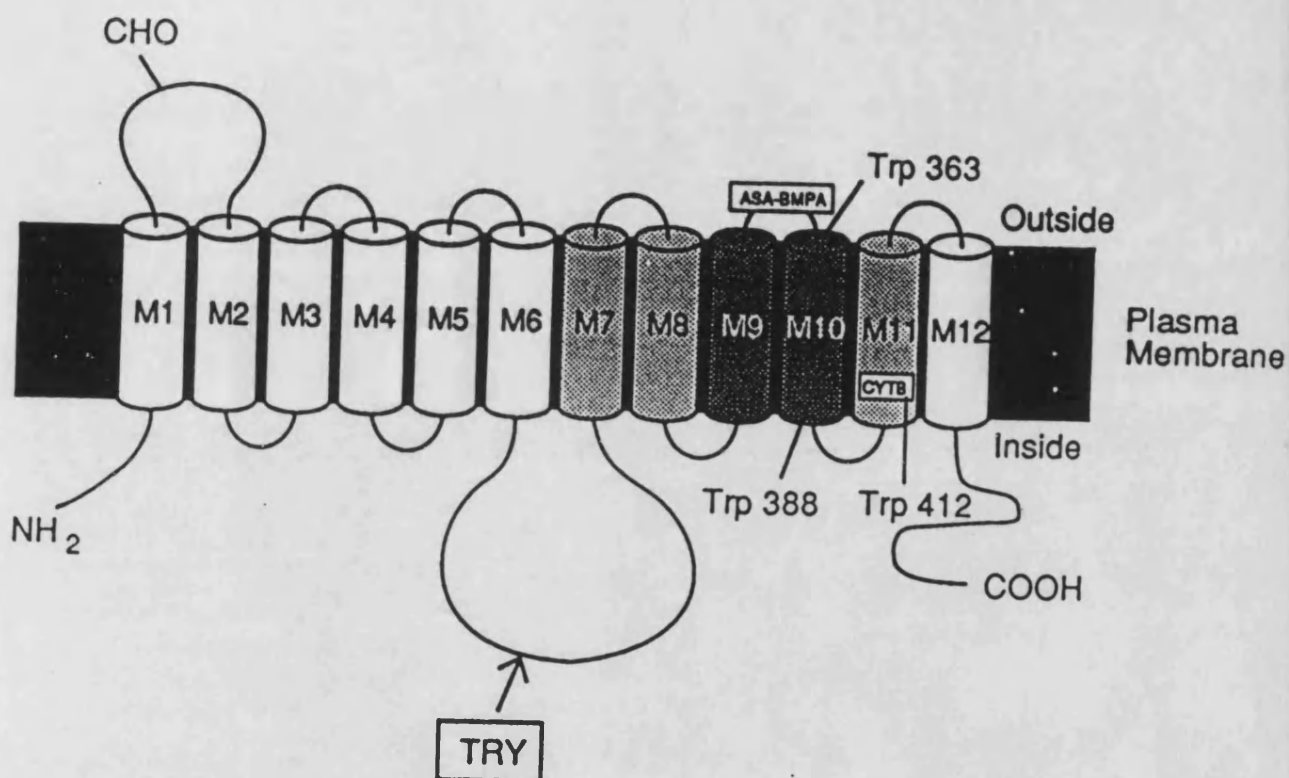 CHO
Trp 363
ASA-BMPA
Outside
M1 M2 M3 M4 M5 M6 M7 M8 M9 M10 M11 M12
Plasma
Membrane
CYTB
Inside
Trp 388
Trp 412
NH2
COOH
TRY